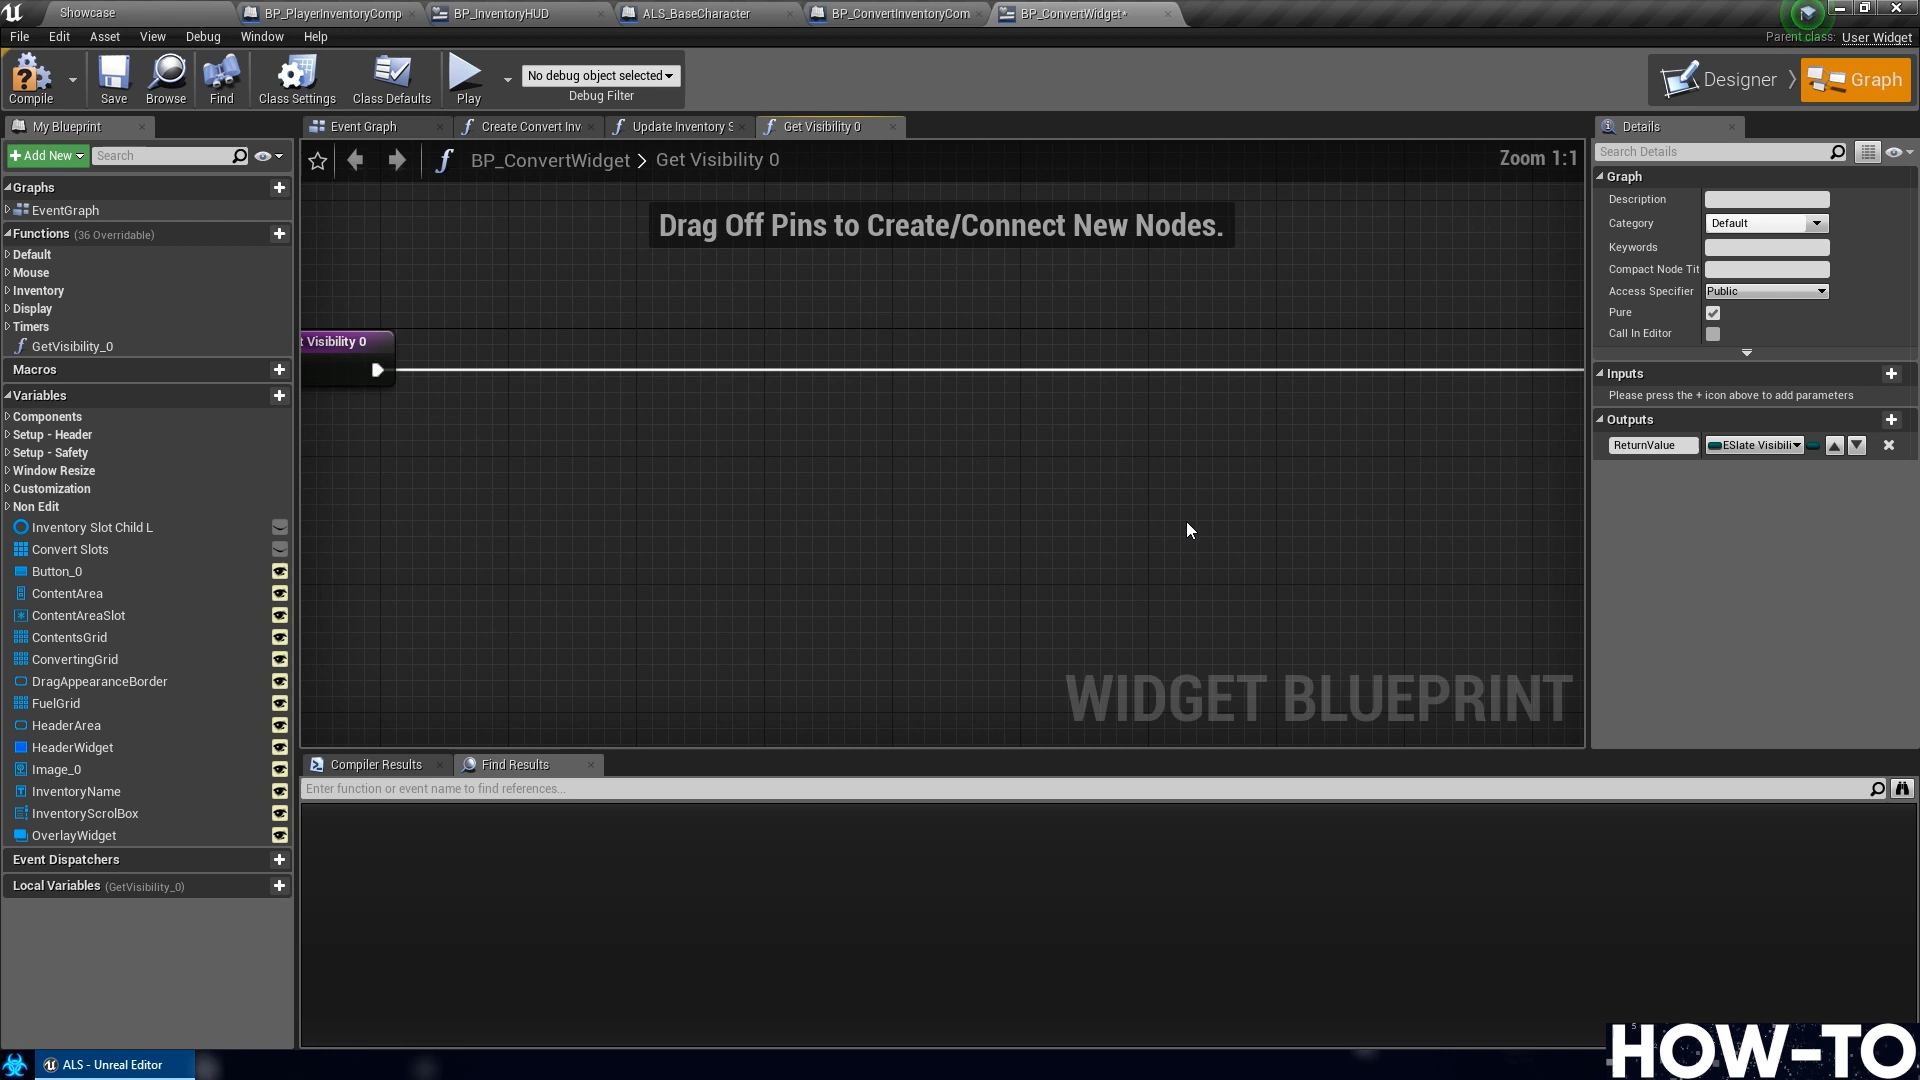 Showcase
BP_PlayerInventoryComp
BP_InventoryHUD
ALS_BaseCharacter
BP_ConvertInventoryCom
BP_ConvertWidget*
File Edit Asset View Debug Window Help
Parent class: User Widget
Compile
Save
Browse
Find
Class Settings
Class Defaults
Play
No debug object selected
Debug Filter
Designer
Graph
My Blueprint
Event Graph
Create Convert Inv
Update Inventory S
Get Visibility 0
Details
Add New
Search
BP_ConvertWidget > Get Visibility 0
Zoom 1:1
Search Details
Graphs
EventGraph
Functions (36 Overridable)
Default
Mouse
Inventory
Display
Timers
GetVisibility_0
Macros
Variables
Components
Setup - Header
Setup - Safety
Window Resize
Customization
Non Edit
Inventory Slot Child L
Convert Slots
Button_0
ContentArea
ContentAreaSlot
ContentsGrid
ConvertingGrid
DragAppearanceBorder
FuelGrid
HeaderArea
HeaderWidget
Image_0
InventoryName
InventoryScrolBox
OverlayWidget
Event Dispatchers
Local Variables (GetVisibility_0)
Drag Off Pins to Create/Connect New Nodes.
t Visibility 0
WIDGET BLUEPRINT
Graph
Description
Category Default
Keywords
Compact Node Tit
Access Specifier Public
Pure
Call In Editor
Inputs
Please press the + icon above to add parameters
Outputs
ReturnValue ESlate Visibili
Compiler Results
Find Results
Enter function or event name to find references...
ALS - Unreal Editor
HOW-TO